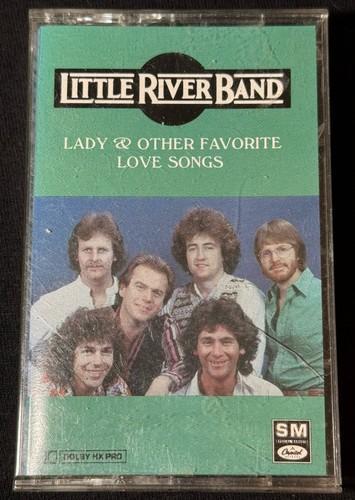 LITTLE RIVER BAND
LADY & OTHER FAVORITE
LOVE SONGS
SM
Capitol
DOLBY HX PRO